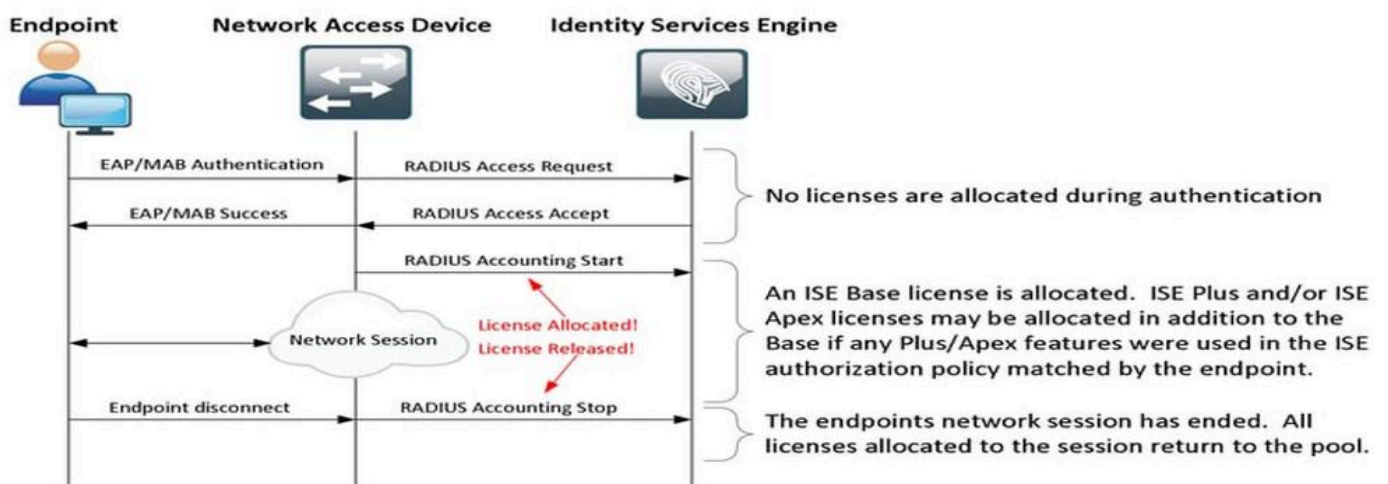 Endpoint
Network Access Device
Identity Services Engine
EAP/MAB Authentication
RADIUS Access Request
EAP/MAB Success
RADIUS Access Accept
No licenses are allocated during authentication
RADIUS Accounting Start
License Allocated!
License Released!
Network Session
An ISE Base license is allocated. ISE Plus and/or ISE
Apex licenses may be allocated in addition to the
Base if any Plus/Apex features were used in the ISE
authorization policy matched by the endpoint.
Endpoint disconnect
RADIUS Accounting Stop
The endpoints network session has ended. All
licenses allocated to the session return to the pool.